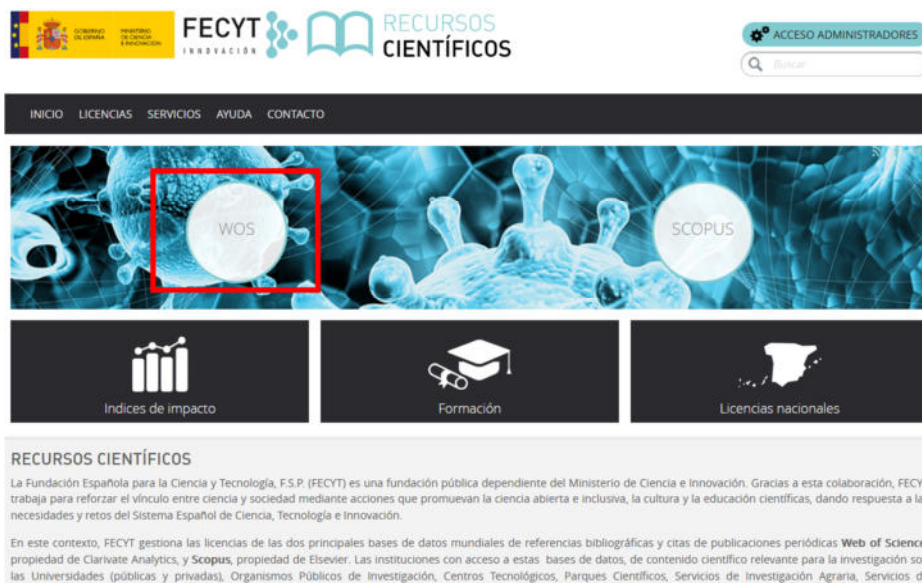 GOBIERNO DE ESPAÑA
MINISTERIO DE CIENCIA E INNOVACIÓN
FECYT
INNOVACIÓN
RECURSOS
CIENTÍFICOS
ACCESO ADMINISTRADORES
Buscar
INICIO LICENCIAS SERVICIOS AYUDA CONTACTO
WOS SCOPUS
Indices de impacto Formación Licencias nacionales
RECURSOS CIENTÍFICOS
La Fundación Española para la Ciencia y Tecnología, F.S.P. (FECYT) es una fundación pública dependiente del Ministerio de Ciencia e Innovación. Gracias a esta colaboración, FECY
trabaja para reforzar el vínculo entre ciencia y sociedad mediante acciones que promuevan la ciencia abierta e inclusiva, la cultura y la educación científicas, dando respuesta a la
necesidades y retos del Sistema Español de Ciencia, Tecnología e Innovación.
En este contexto, FECYT gestiona las licencias de las dos principales bases de datos mundiales de referencias bibliográficas y citas de publicaciones periódicas Web of Science
propiedad de Clarivate Analytics, y Scopus, propiedad de Elsevier. Las instituciones con acceso a estas bases de datos, de contenido científico relevante para la investigación so
las Universidades (públicas y privadas), Organismos Públicos de Investigación, Centros Tecnológicos, Parques Científicos, Servicios de Investigación Agraria, Servicios d